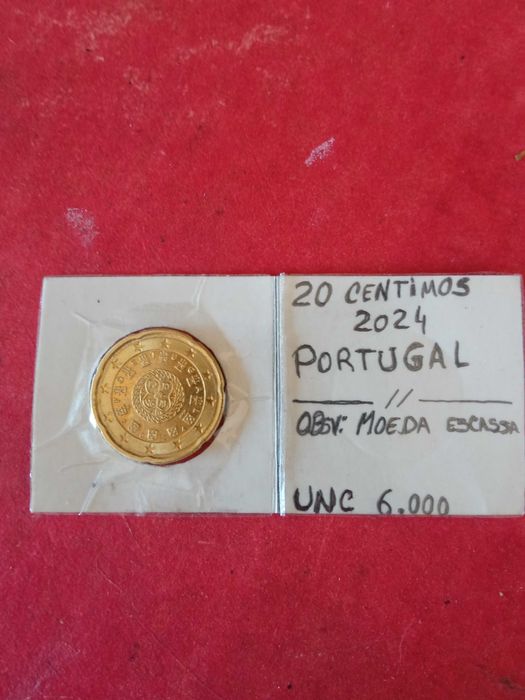 20 CENTIMOS
2024
PORTUGAL
//
OBSV: MOEDA ESCASSA
UNC 6.000